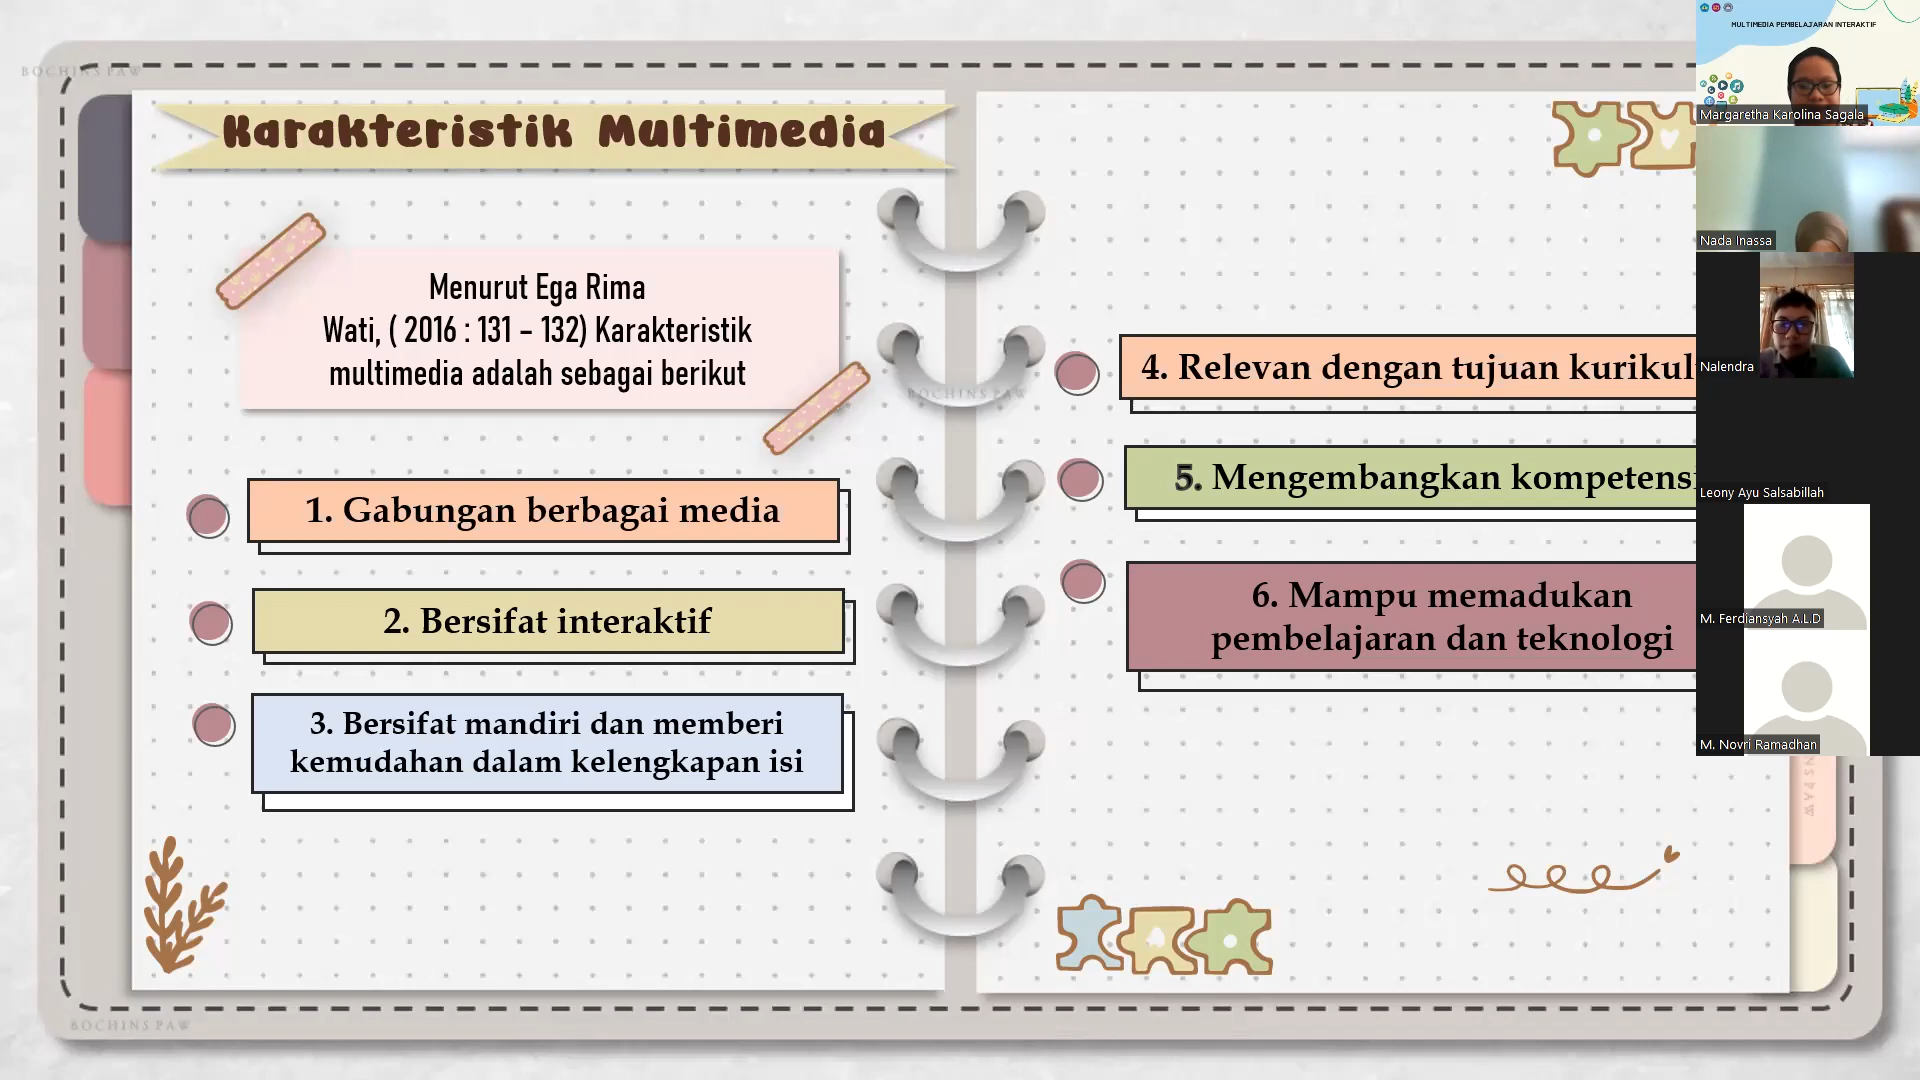 BOCHINS PAW
Karakteristik Multimedia
Menurut Ega Rima
Wati, ( 2016 : 131 – 132) Karakteristik
multimedia adalah sebagai berikut
1. Gabungan berbagai media
2. Bersifat interaktif
3. Bersifat mandiri dan memberi
kemudahan dalam kelengkapan isi
BOCHINS PAW
BOCHINS PAW
4. Relevan dengan tujuan
5. Mengembangkan
6. Mampu memadukan
pembelajaran dan teknologi
MULTIMEDIA PEMBELAJARAN INTERAKTIF
Margaretha Karolina Sagala
Nada Inassa
Nalendra
Leony Ayu Salsabillah
M. Ferdiansyah A.L.D
M. Novri Ramadhan